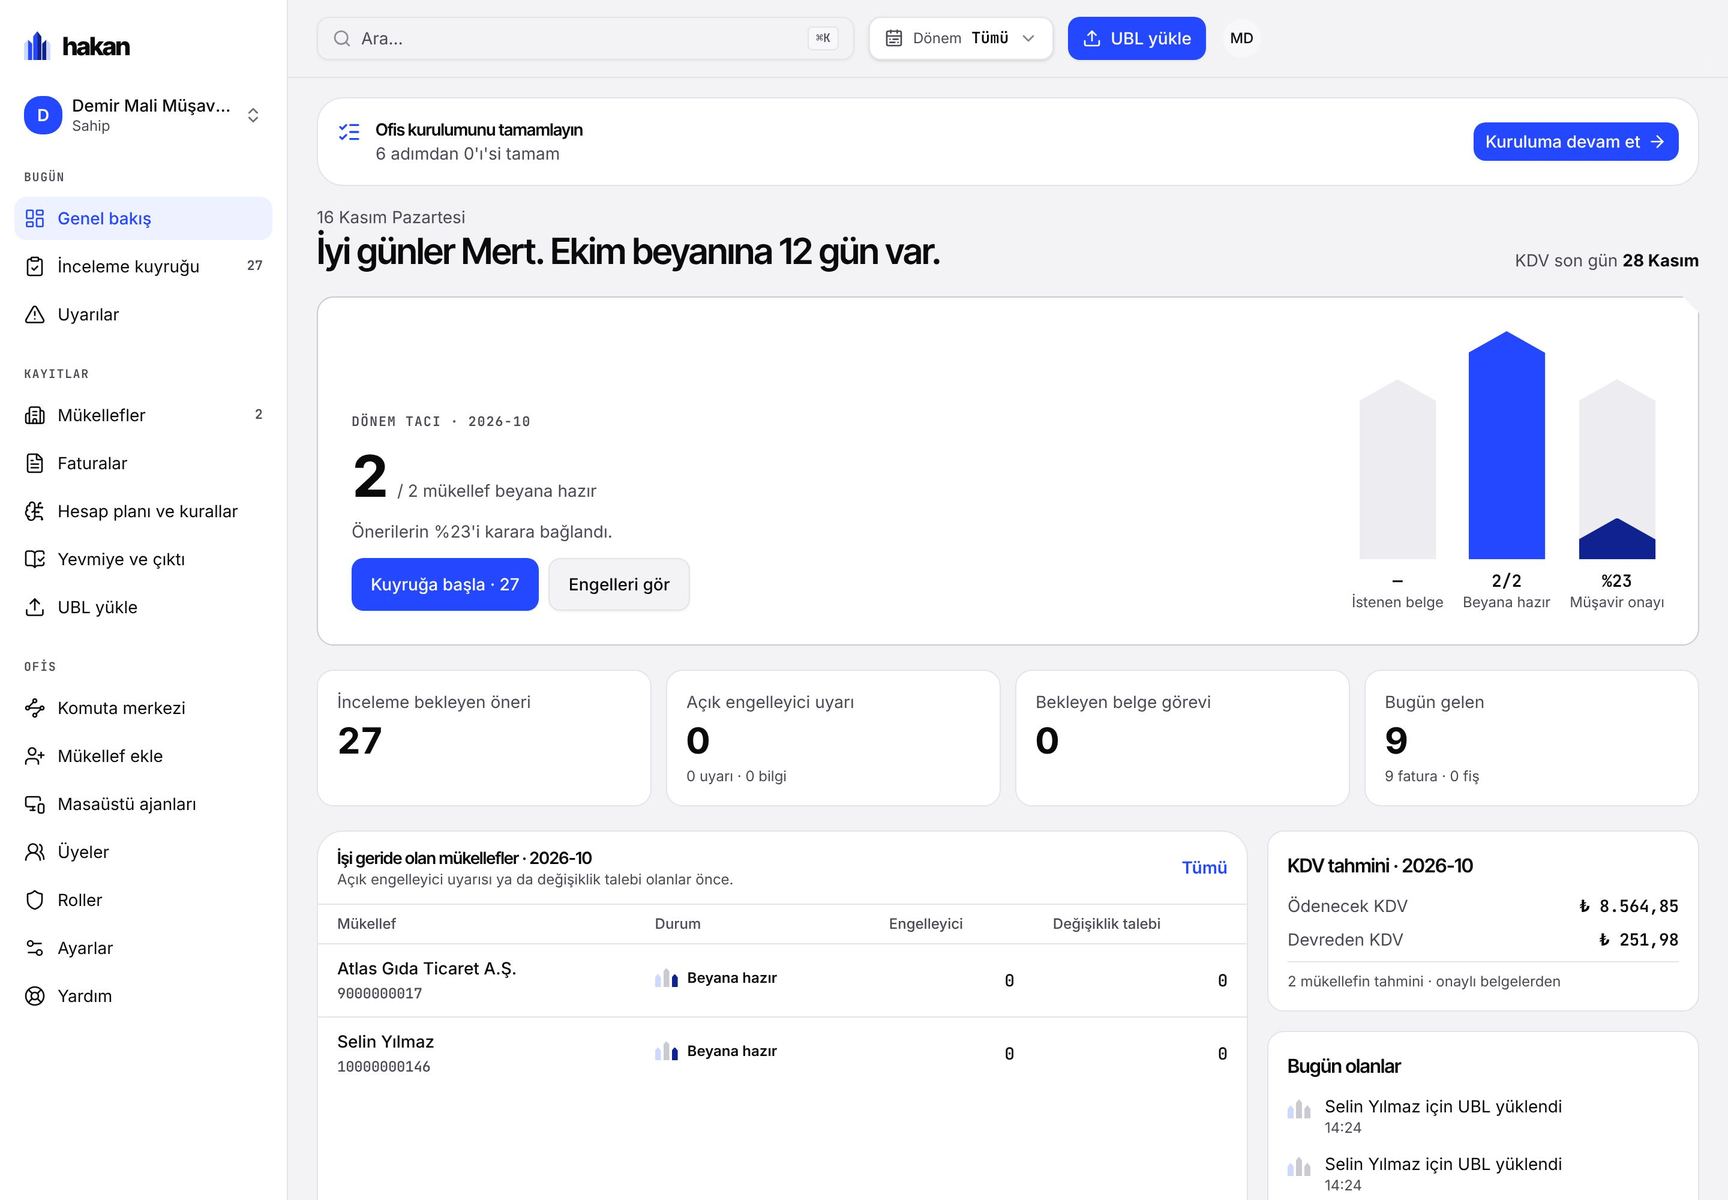 hakan
Ara...
⌘K
Dönem Tümü
UBL yükle
MD
D
Demir Mali Müşav...
Sahip
BUGÜN
Genel bakış
İnceleme kuyruğu 27
Uyarılar
KAYITLAR
Mükellefler 2
Faturalar
Hesap planı ve kurallar
Yevmiye ve çıktı
UBL yükle
OFİS
Komuta merkezi
Mükellef ekle
Masaüstü ajanları
Üyeler
Roller
Ayarlar
Yardım
Ofis kurulumunu tamamlayın
6 adımdan 0'ı'si tamam
Kuruluma devam et
16 Kasım Pazartesi
İyi günler Mert. Ekim beyanına 12 gün var.
KDV son gün 28 Kasım
DÖNEM TACI · 2026-10
2 / 2 mükellef beyana hazır
Önerilerin %23'i karara bağlandı.
Kuyruğa başla · 27
Engelleri gör
–
İstenen belge
2/2
Beyana hazır
%23
Müşavir onayı
İnceleme bekleyen öneri
27
Açık engelleyici uyarı
0
0 uyarı · 0 bilgi
Bekleyen belge görevi
0
Bugün gelen
9
9 fatura · 0 fiş
İşi geride olan mükellefler · 2026-10
Açık engelleyici uyarısı ya da değişiklik talebi olanlar önce.
Tümü
Mükellef Durum Engelleyici Değişiklik talebi
Atlas Gıda Ticaret A.Ş.
9000000017
Beyana hazır 0 0
Selin Yılmaz
10000000146
Beyana hazır 0 0
KDV tahmini · 2026-10
Ödenecek KDV ₺ 8.564,85
Devreden KDV ₺ 251,98
2 mükellefin tahmini · onaylı belgelerden
Bugün olanlar
Selin Yılmaz için UBL yüklendi
14:24
Selin Yılmaz için UBL yüklendi
14:24